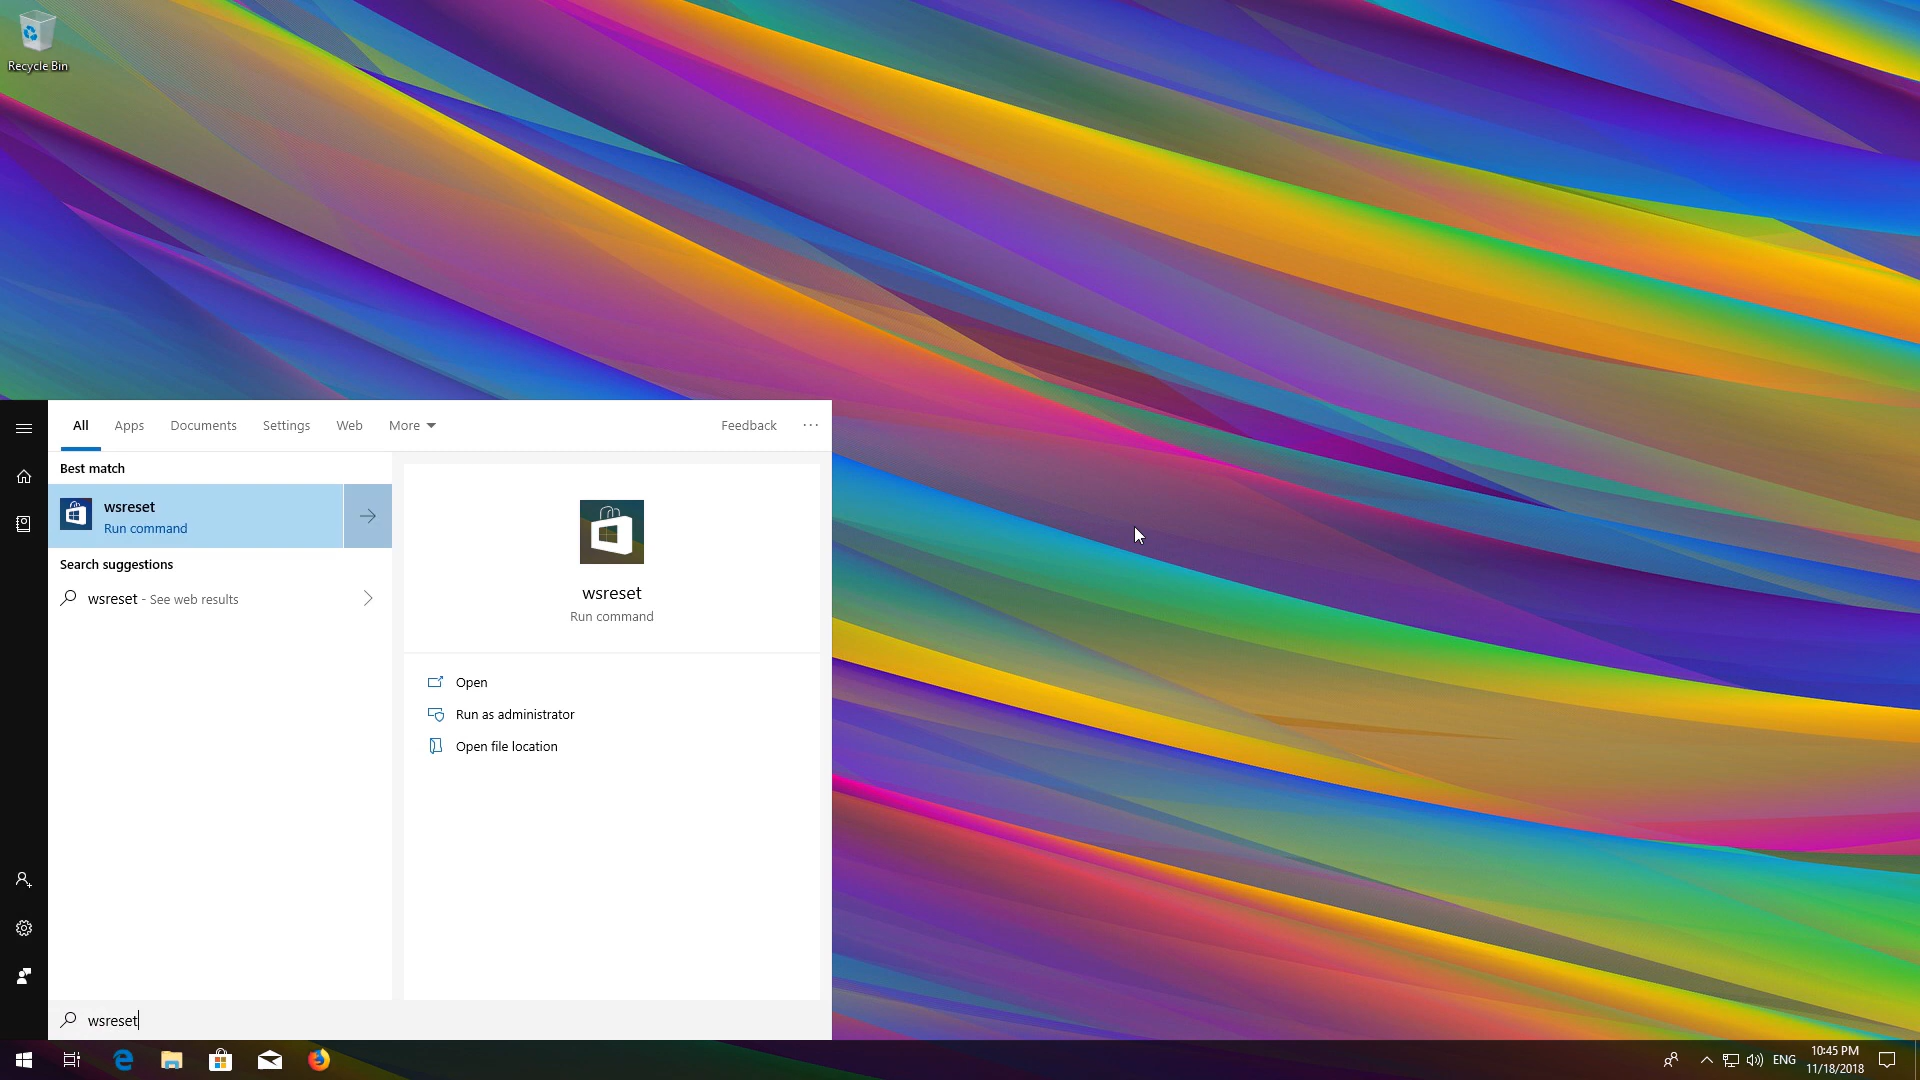 Recycle Bin
All Apps Documents Settings Web More Feedback ...
Best match
wsreset
Run command
Search suggestions
wsreset - See web results
wsreset
Run command
Open
Run as administrator
Open file location
wsreset
ENG
10:45 PM
11/18/2018